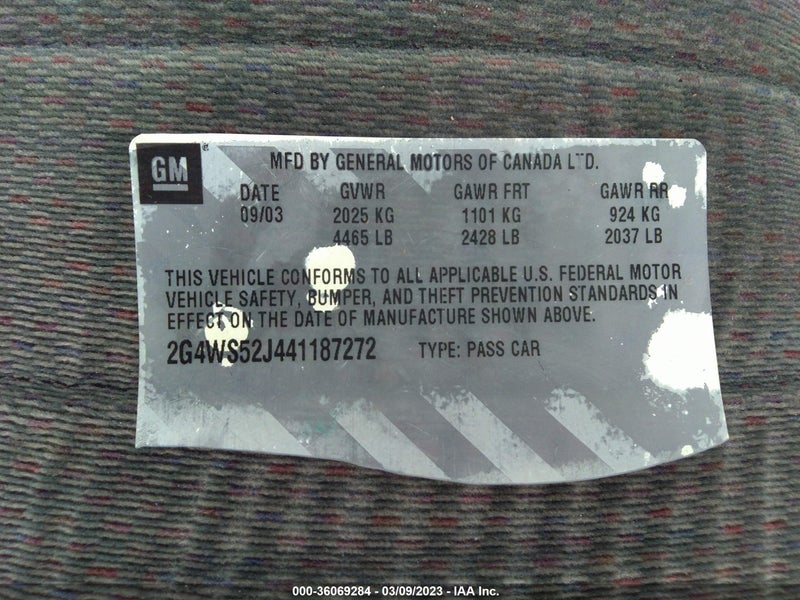 GM
MFD BY GENERAL MOTORS OF CANADA LTD.
DATE GVWR GAWR FRT GAWR RR
09/03 2025 KG 1101 KG 924 KG
4465 LB 2428 LB 2037 LB
THIS VEHICLE CONFORMS TO ALL APPLICABLE U.S. FEDERAL MOTOR
VEHICLE SAFETY, BUMPER, AND THEFT PREVENTION STANDARDS IN
EFFECT ON THE DATE OF MANUFACTURE SHOWN ABOVE.
2G4WS52J441187272 TYPE: PASS CAR
000-36069284 - 03/09/2023 - IAA Inc.